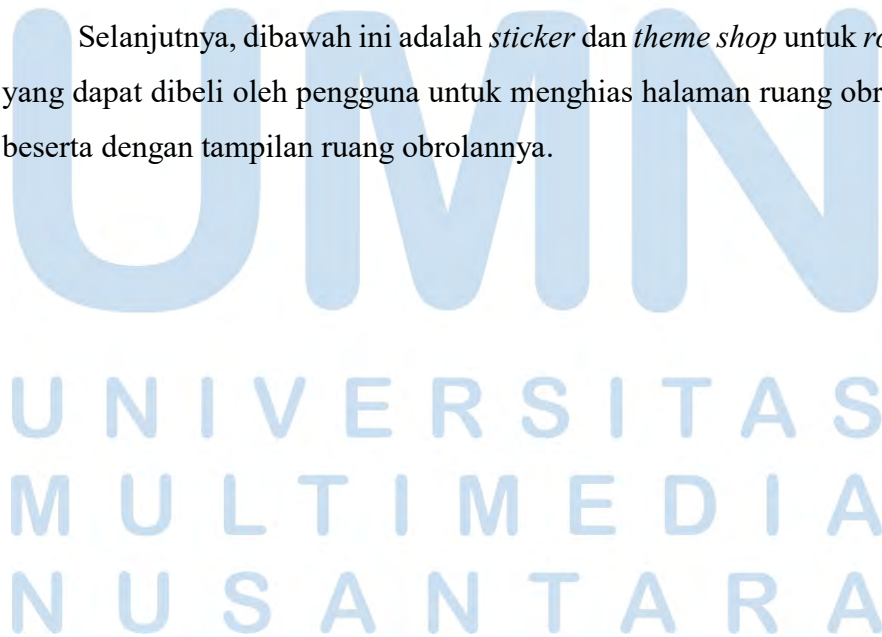 Selanjutnya, dibawah ini adalah sticker dan theme shop untuk
yang dapat dibeli oleh pengguna untuk menghias halaman ruang
beserta dengan tampilan ruang obrolannya.
UMN
UNIVERSITAS
MULTIMEDIA
NUSANTARA